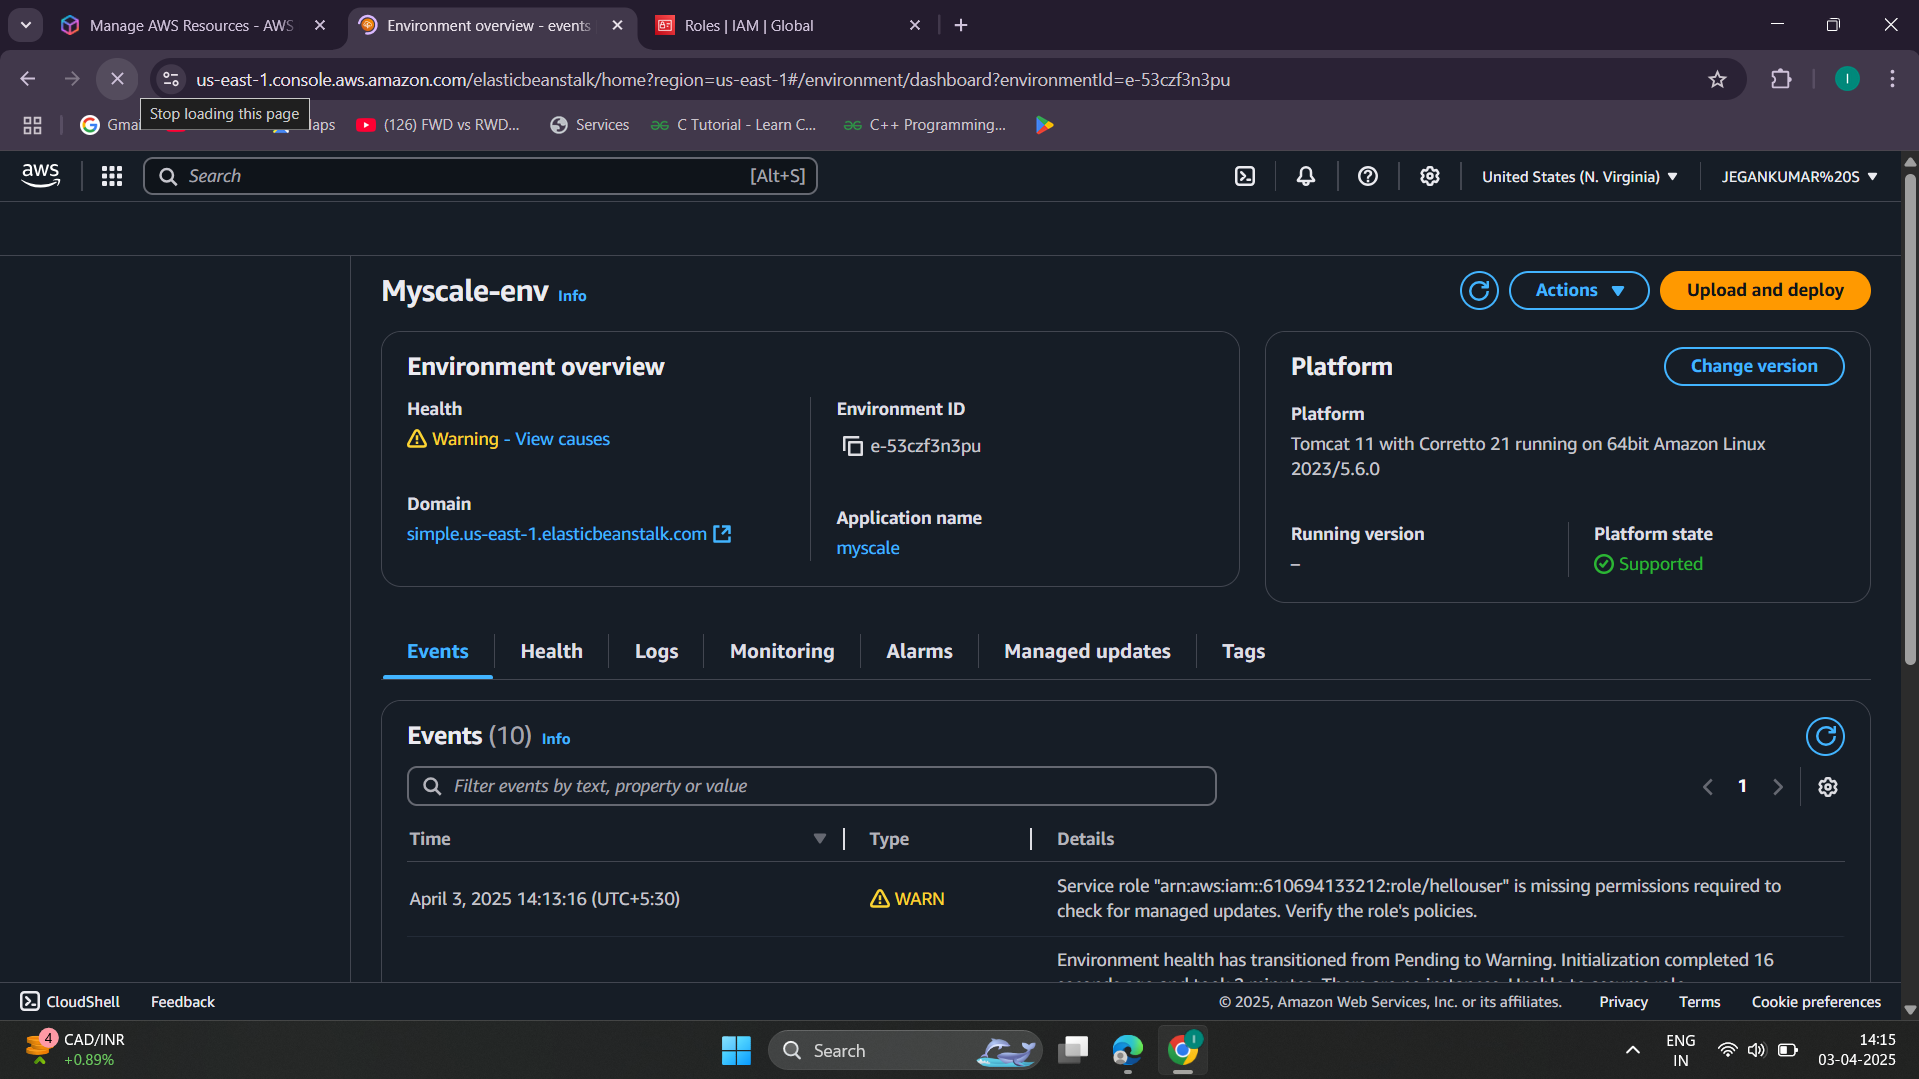 Manage AWS Resources - AWS
Environment overview - events
Roles | IAM | Global
us-east-1.console.aws.amazon.com/elasticbeanstalk/home?region=us-east-1#/environment/dashboard?environmentId=e-53czf3n3pu
Stop loading this page
(126) FWD vs RWD...
Services
C Tutorial - Learn C...
C++ Programming...
aws
Search
[Alt+S]
United States (N. Virginia)
JEGANKUMAR%20S
Myscale-env Info
Actions
Upload and deploy
Environment overview
Health
Warning - View causes
Environment ID
e-53czf3n3pu
Domain
simple.us-east-1.elasticbeanstalk.com
Application name
myscale
Platform
Change version
Platform
Tomcat 11 with Corretto 21 running on 64bit Amazon Linux
2023/5.6.0
Running version
–
Platform state
Supported
Events
Health
Logs
Monitoring
Alarms
Managed updates
Tags
Events (10) Info
Filter events by text, property or value
1
Time
Type
Details
April 3, 2025 14:13:16 (UTC+5:30)
WARN
Service role "arn:aws:iam::610694133212:role/hellouser" is missing permissions required to
check for managed updates. Verify the role's policies.
Environment health has transitioned from Pending to Warning. Initialization completed 16
CloudShell
Feedback
© 2025, Amazon Web Services, Inc. or its affiliates.
Privacy
Terms
Cookie preferences
4
CAD/INR
+0.89%
Search
ENG
IN
14:15
03-04-2025